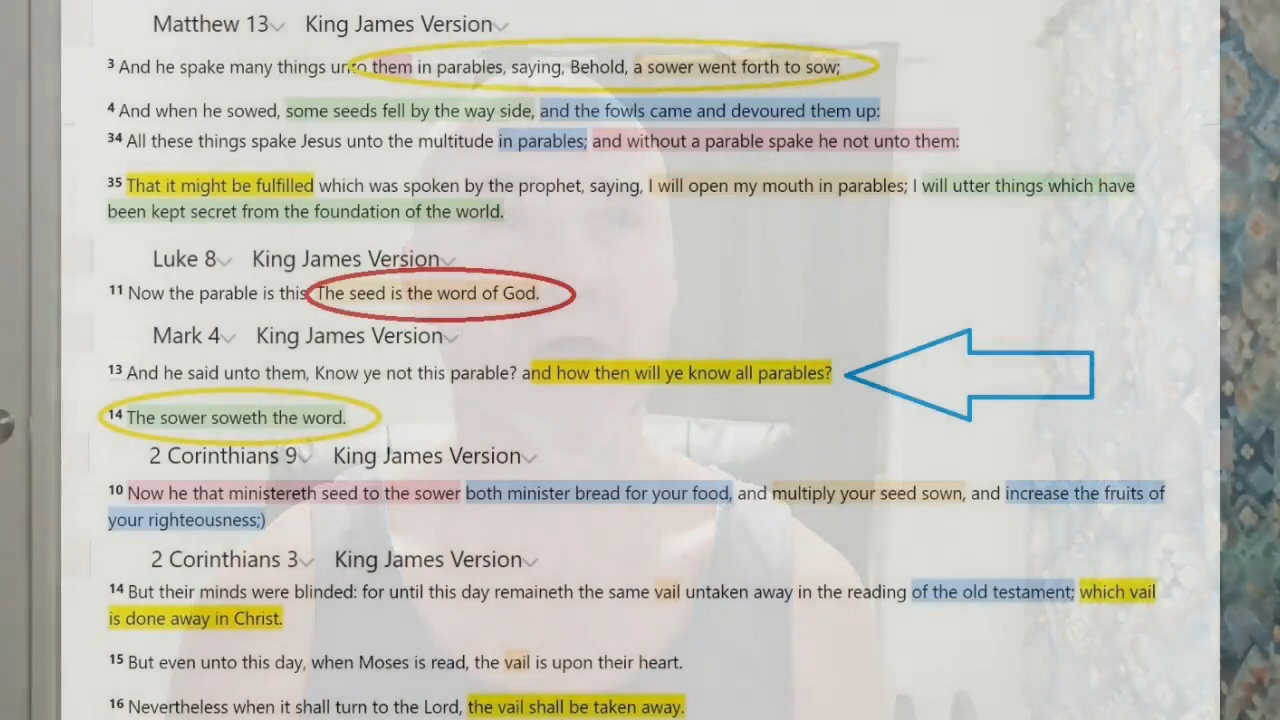 Matthew 13 King James Version
3 And he spake many things unto them in parables, saying, Behold, a sower went forth to sow;
4 And when he sowed, some seeds fell by the way side, and the fowls came and devoured them up:
34 All these things spake Jesus unto the multitude in parables; and without a parable spake he not unto them:
35 That it might be fulfilled which was spoken by the prophet, saying, I will open my mouth in parables; I will utter things which have
been kept secret from the foundation of the world.
Luke 8 King James Version
11 Now the parable is this The seed is the word of God.
Mark 4 King James Version
13 And he said unto them, Know ye not this parable? and how then will ye know all parables?
14 The sower soweth the word.
2 Corinthians 9 King James Version
10 Now he that ministereth seed to the sower both minister bread for your food, and multiply your seed sown, and increase the fruits of
your righteousness;)
2 Corinthians 3 King James Version
14 But their minds were blinded: for until this day remaineth the same vail untaken away in the reading of the old testament; which vail
is done away in Christ.
15 But even unto this day, when Moses is read, the vail is upon their heart.
16 Nevertheless when it shall turn to the Lord, the vail shall be taken away.